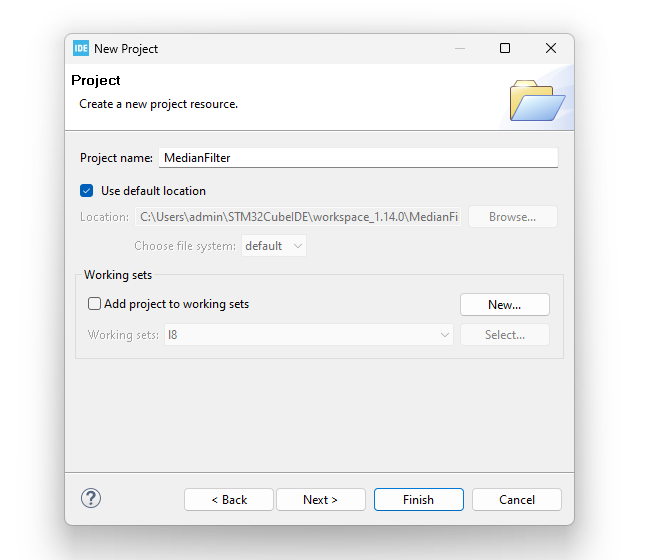 IDE New Project
Project
Create a new project resource.
Project name: MedianFilter
Use default location
Location: C:\Users\admin\STM32CubeIDE\workspace_1.14.0\MedianFi Browse...
Choose file system: default
Working sets
Add project to working sets New...
Working sets: I8 Select...
? < Back Next > Finish Cancel